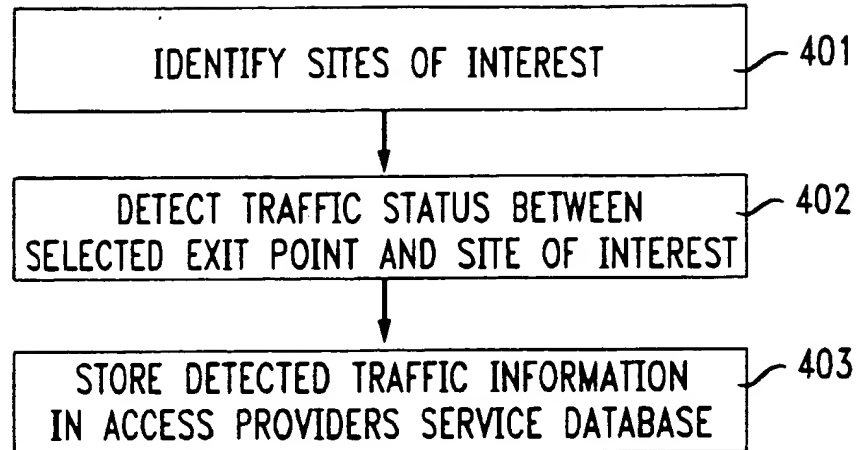 IDENTIFY SITES OF INTEREST
401
DETECT TRAFFIC STATUS BETWEEN
SELECTED EXIT POINT AND SITE OF INTEREST
402
STORE DETECTED TRAFFIC INFORMATION
IN ACCESS PROVIDERS SERVICE DATABASE
403